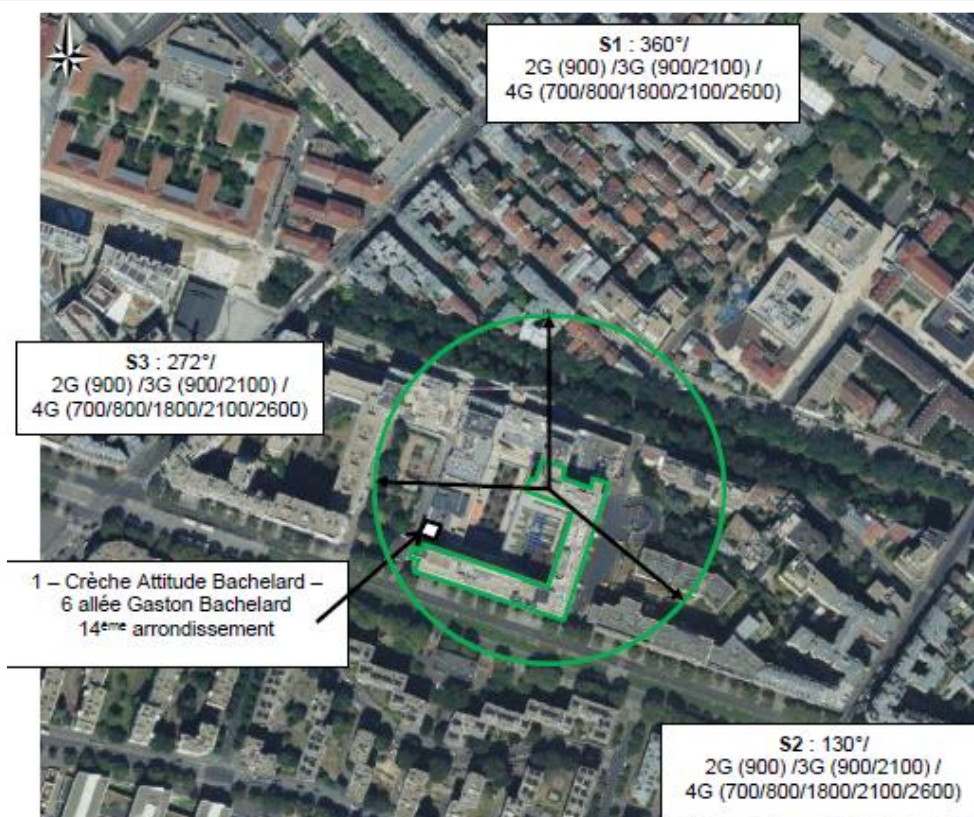 S1 : 360°/
2G (900) /3G (900/2100) /
4G (700/800/1800/2100/2600)
S3 : 272°/
2G (900) /3G (900/2100) /
4G (700/800/1800/2100/2600)
1 – Crèche Attitude Bachelard –
6 allée Gaston Bachelard
14ème arrondissement
S2 : 130°/
2G (900) /3G (900/2100) /
4G (700/800/1800/2100/2600)